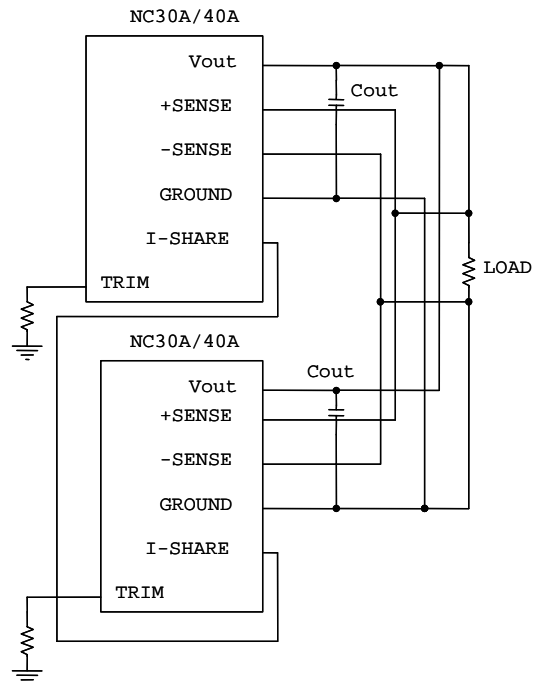 NC30A/40A
Vout
Cout
+SENSE
-SENSE
GROUND
I-SHARE
LOAD
TRIM
NC30A/40A
Cout
Vout
+SENSE
-SENSE
GROUND
I-SHARE
TRIM